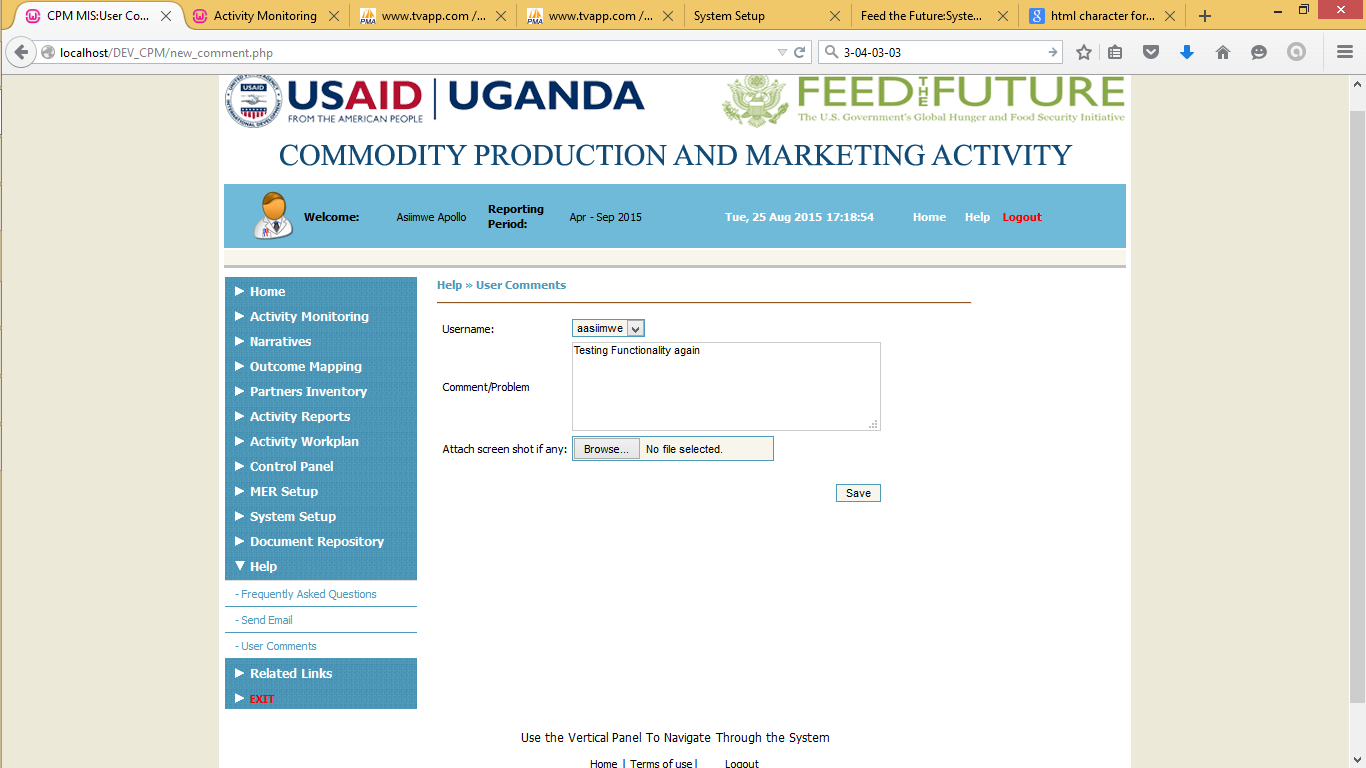 CPM MIS:User Co...
Activity Monitoring
www.tvapp.com /...
www.tvapp.com /...
System Setup
Feed the Future:Syste...
html character for...
localhost/DEV_CPM/new_comment.php
3-04-03-03
USAID | UGANDA
FROM THE AMERICAN PEOPLE
FEED THE FUTURE
The U.S. Government's Global Hunger and Food Security Initiative
COMMODITY PRODUCTION AND MARKETING ACTIVITY
Welcome: Asiimwe Apollo Reporting Period: Apr - Sep 2015 Tue, 25 Aug 2015 17:18:54 Home Help Logout
Home
Activity Monitoring
Narratives
Outcome Mapping
Partners Inventory
Activity Reports
Activity Workplan
Control Panel
MER Setup
System Setup
Document Repository
Help
- Frequently Asked Questions
- Send Email
- User Comments
Related Links
EXIT
Help » User Comments
Username: aasiimwe
Comment/Problem
Testing Functionality again
Attach screen shot if any: Browse... No file selected.
Save
Use the Vertical Panel To Navigate Through the System
Home | Terms of use| Logout